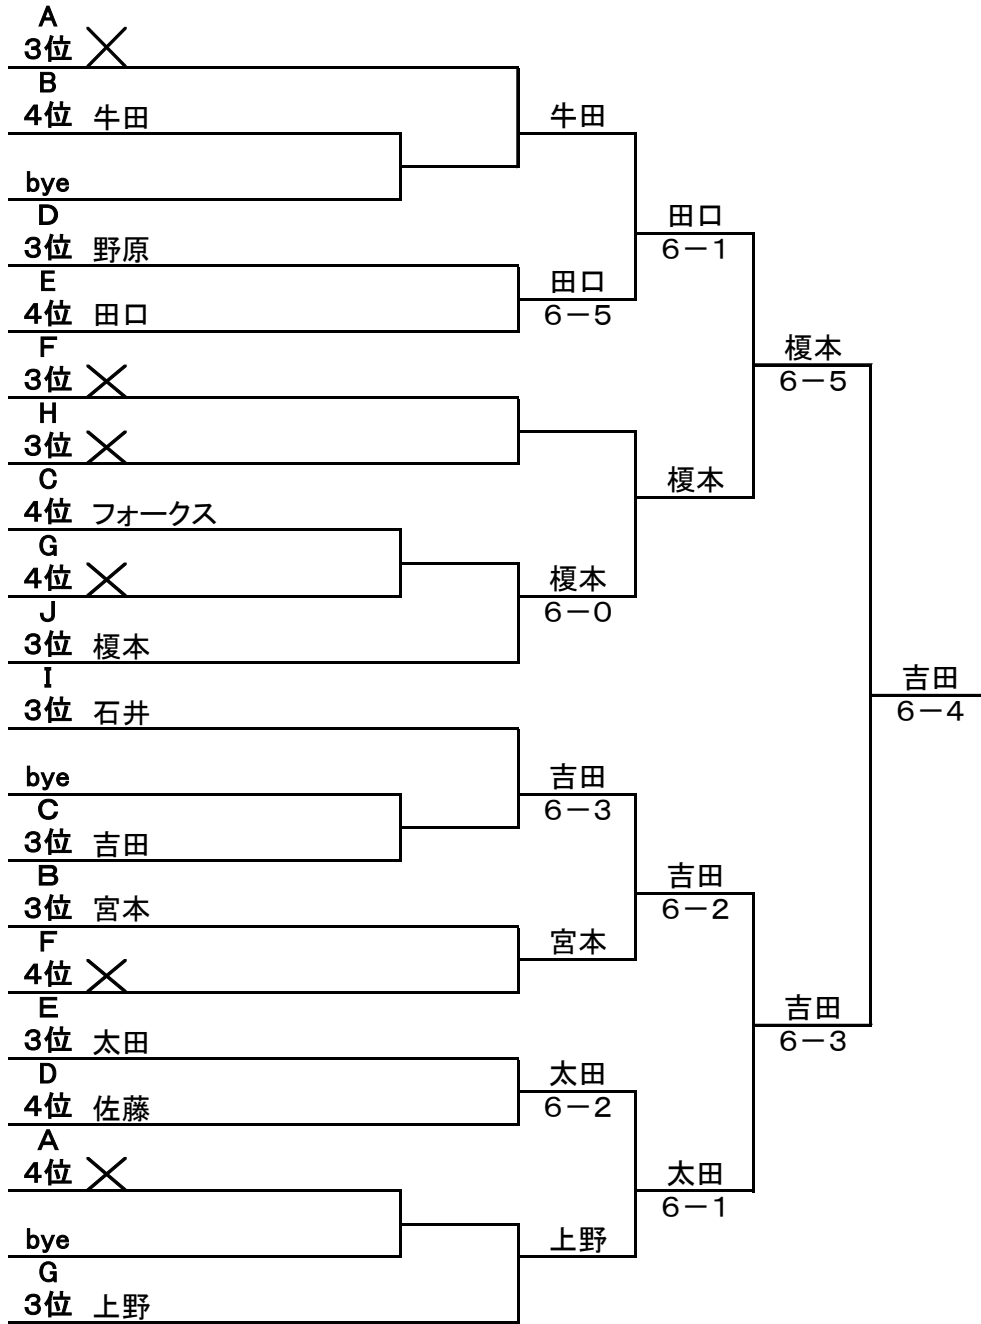 A
３位
B
４位 牛田
牛田
bye
D
３位 野原
田口
６－１
E
４位 田口
田口
６－５
F
３位
榎本
６－５
H
３位
C
４位 フォークス
榎本
G
４位
榎本
６－０
J
３位 榎本
I
３位 石井
吉田
６－４
bye
吉田
６－３
C
３位 吉田
B
３位 宮本
吉田
６－２
F
４位
宮本
E
３位 太田
吉田
６－３
D
４位 佐藤
太田
６－２
A
４位
太田
６－１
bye
上野
G
３位 上野